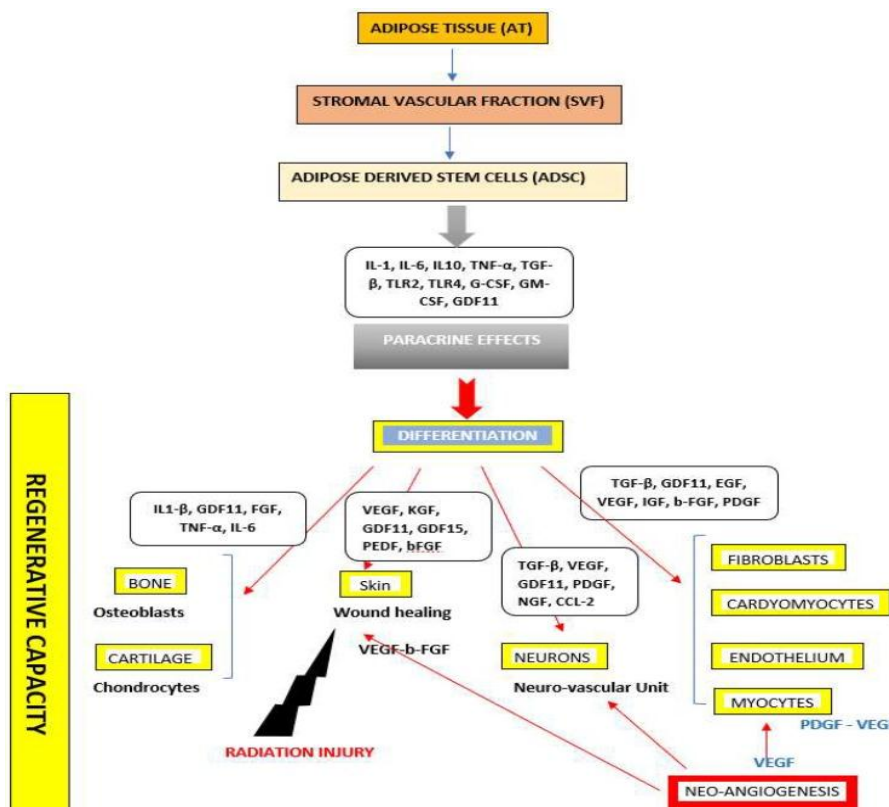 ADIPOSE TISSUE (AT)
STROMAL VASCULAR FRACTION (SVF)
ADIPOSE DERIVED STEM CELLS (ADSC)
IL-1, IL-6, IL10, TNF-α, TGF-
β, TLR2, TLR4, G-CSF, GM-
CSF, GDF11
PARACRINE EFFECTS
DIFFERENTIATION
REGENERATIVE CAPACITY
IL1-β, GDF11, FGF,
TNF-α, IL-6
VEGF, KGF,
GDF11, GDF15,
PEDF, bFGF
TGF-β, VEGF,
GDF11, PDGF,
NGF, CCL-2
TGF-β, GDF11, EGF,
VEGF, IGF, b-FGF, PDGF
BONE
Osteoblasts
CARTILAGE
Chondrocytes
Skin
Wound healing
VEGF-b-FGF
RADIATION INJURY
NEURONS
Neuro-vascular Unit
FIBROBLASTS
CARDYOMYOCYTES
ENDOTHELIUM
MYOCYTES
PDGF - VEGF
VEGF
NEO-ANGIOGENESIS